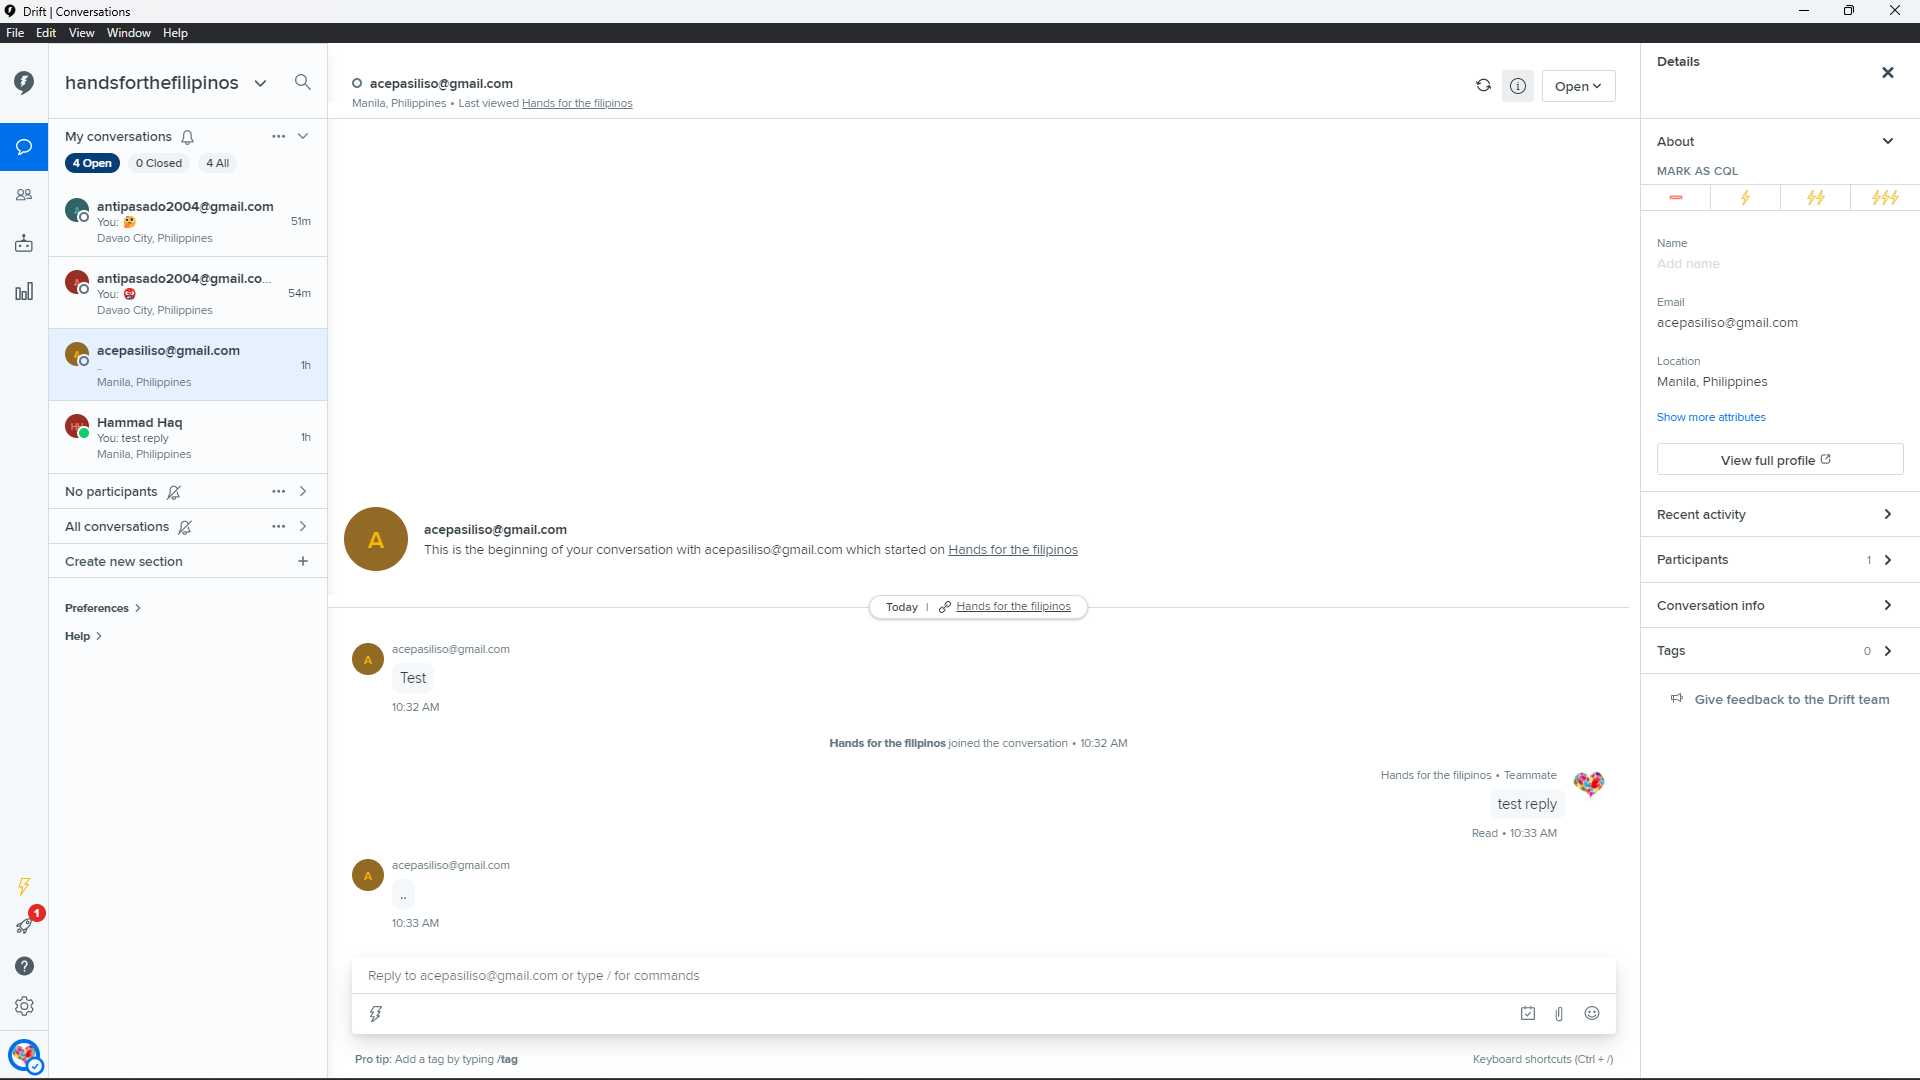 Drift | Conversations
File Edit View Window Help
handsforthefilipinos
My conversations
4 Open 0 Closed 4 All
antipasado2004@gmail.com
You: 🤔
51m
Davao City, Philippines
antipasado2004@gmail.co...
You: 🥶
54m
Davao City, Philippines
acepasiliso@gmail.com
..
1h
Manila, Philippines
Hammad Haq
You: test reply
1h
Manila, Philippines
No participants
All conversations
Create new section +
Preferences
Help
1
acepasiliso@gmail.com
Manila, Philippines • Last viewed Hands for the filipinos
Open
A
acepasiliso@gmail.com
This is the beginning of your conversation with acepasiliso@gmail.com which started on Hands for the filipinos
Today | Hands for the filipinos
A
acepasiliso@gmail.com
Test
10:32 AM
Hands for the filipinos joined the conversation • 10:32 AM
Hands for the filipinos • Teammate
test reply
Read • 10:33 AM
A
acepasiliso@gmail.com
..
10:33 AM
Reply to acepasiliso@gmail.com or type / for commands
Pro tip: Add a tag by typing /tag
Keyboard shortcuts (Ctrl + /)
Details
About
MARK AS CQL
Name
Add name
Email
acepasiliso@gmail.com
Location
Manila, Philippines
Show more attributes
View full profile
Recent activity
Participants 1
Conversation info
Tags 0
Give feedback to the Drift team